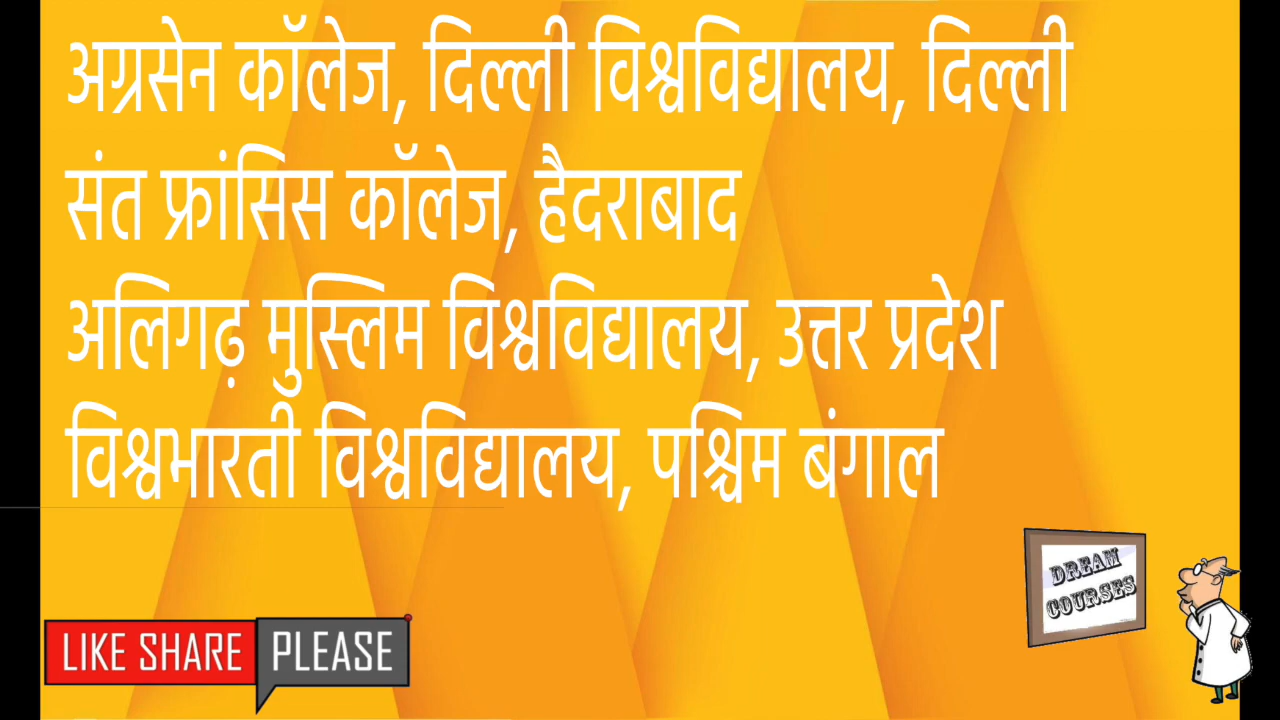 अग्रसेन कॉलेज, दिल्ली विश्वविद्यालय, दिल्ली
संत फ्रांसिस कॉलेज, हैदराबाद
अलिगढ़ मुस्लिम विश्वविद्यालय, उत्तर प्रदेश
विश्वभारती विश्वविद्यालय, पश्चिम बंगाल
DREAM
COURSES
LIKE SHARE PLEASE